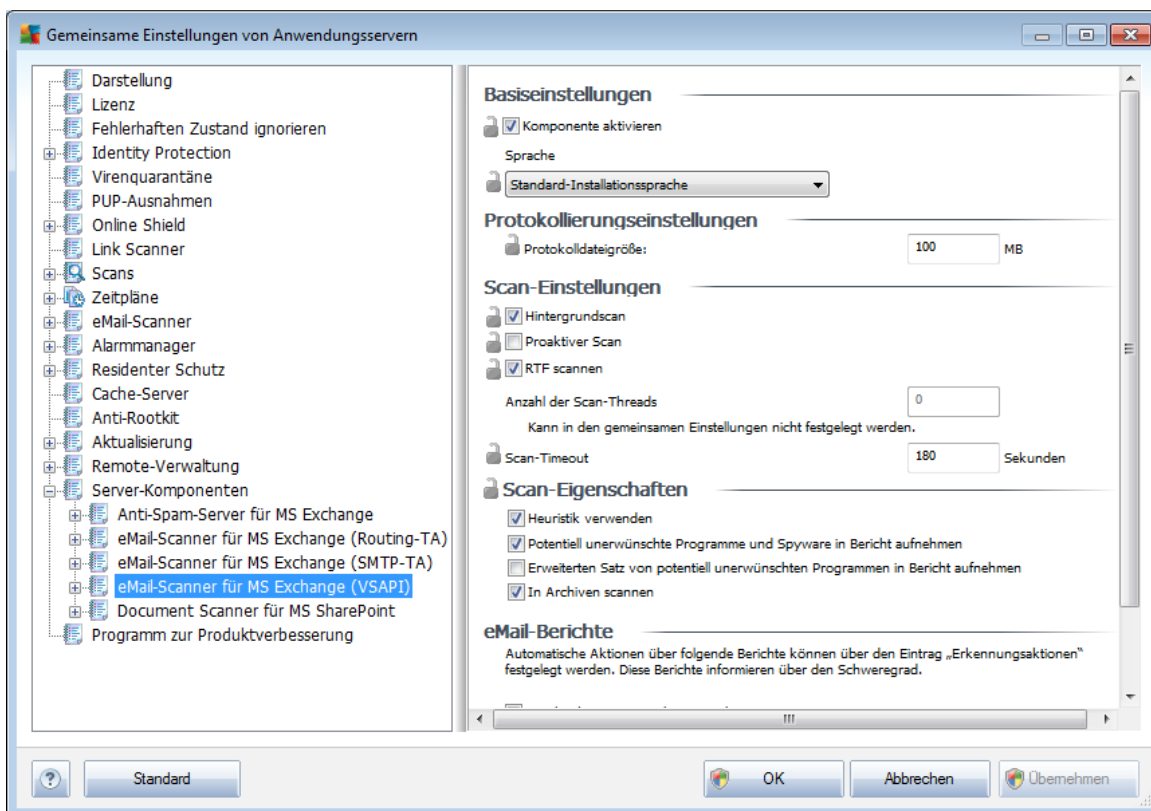 Gemeinsame Einstellungen von Anwendungsservern
Darstellung
Lizenz
Fehlerhaften Zustand ignorieren
Identity Protection
Virenquarantäne
PUP-Ausnahmen
Online Shield
Link Scanner
Scans
Zeitpläne
eMail-Scanner
Alarmmanager
Residenter Schutz
Cache-Server
Anti-Rootkit
Aktualisierung
Remote-Verwaltung
Server-Komponenten
Anti-Spam-Server für MS Exchange
eMail-Scanner für MS Exchange (Routing-TA)
eMail-Scanner für MS Exchange (SMTP-TA)
eMail-Scanner für MS Exchange (VSAPI)
Document Scanner für MS SharePoint
Programm zur Produktverbesserung
Basiseinstellungen
Komponente aktivieren
Sprache
Standard-Installationssprache
Protokollierungseinstellungen
Protokolldateigröße: 100 MB
Scan-Einstellungen
Hintergrundscan
Proaktiver Scan
RTF scannen
Anzahl der Scan-Threads 0
Kann in den gemeinsamen Einstellungen nicht festgelegt werden.
Scan-Timeout 180 Sekunden
Scan-Eigenschaften
Heuristik verwenden
Potentiell unerwünschte Programme und Spyware in Bericht aufnehmen
Erweiterten Satz von potentiell unerwünschten Programmen in Bericht aufnehmen
In Archiven scannen
eMail-Berichte
Automatische Aktionen über folgende Berichte können über den Eintrag „Erkennungsaktionen“
festgelegt werden. Diese Berichte informieren über den Schweregrad.
? Standard OK Abbrechen Übernehmen